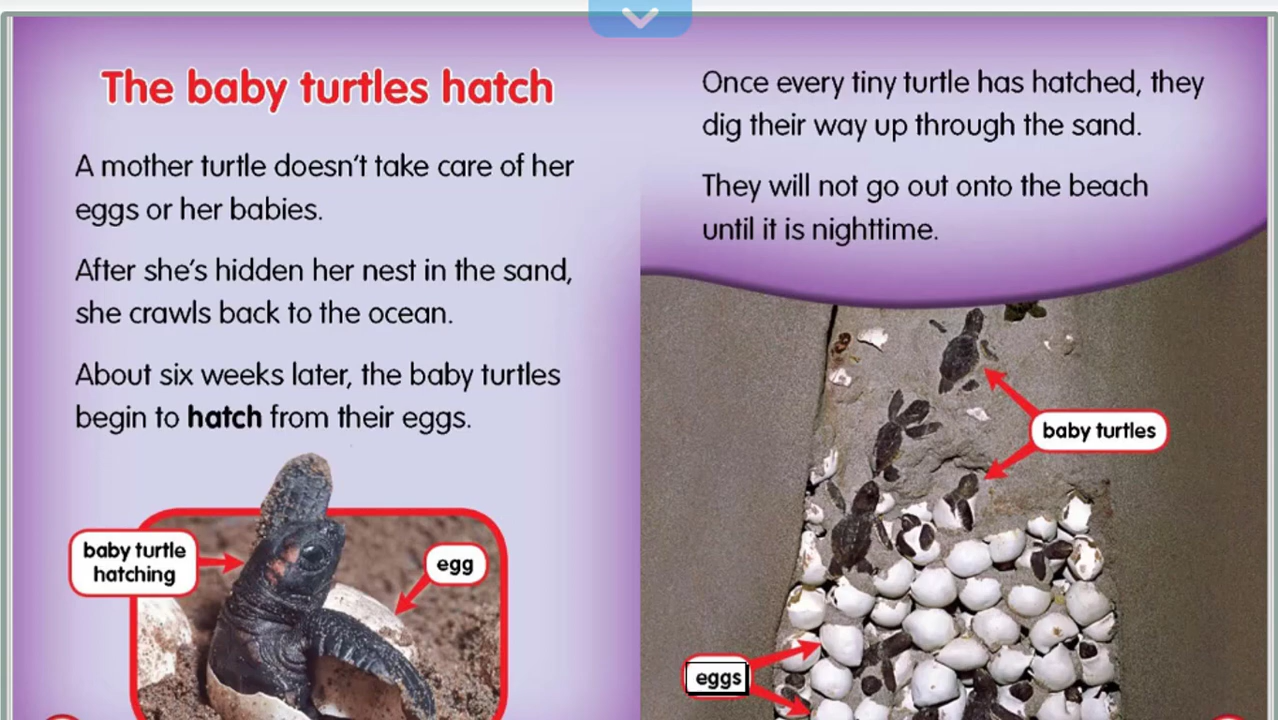 The baby turtles hatch
A mother turtle doesn't take care of her
eggs or her babies.
After she's hidden her nest in the sand,
she crawls back to the ocean.
About six weeks later, the baby turtles
begin to hatch from their eggs.
baby turtle
hatching
egg
Once every tiny turtle has hatched, they
dig their way up through the sand.
They will not go out onto the beach
until it is nighttime.
baby turtles
eggs